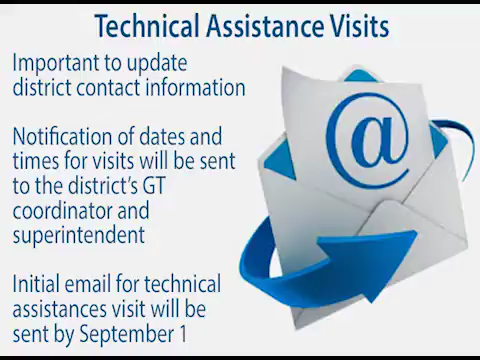 Technical Assistance Visits
Important to update
district contact information
Notification of dates and
times for visits will be sent
to the district's GT
coordinator and
superintendent
Initial email for technical
assistances visit will be
sent by September 1
@